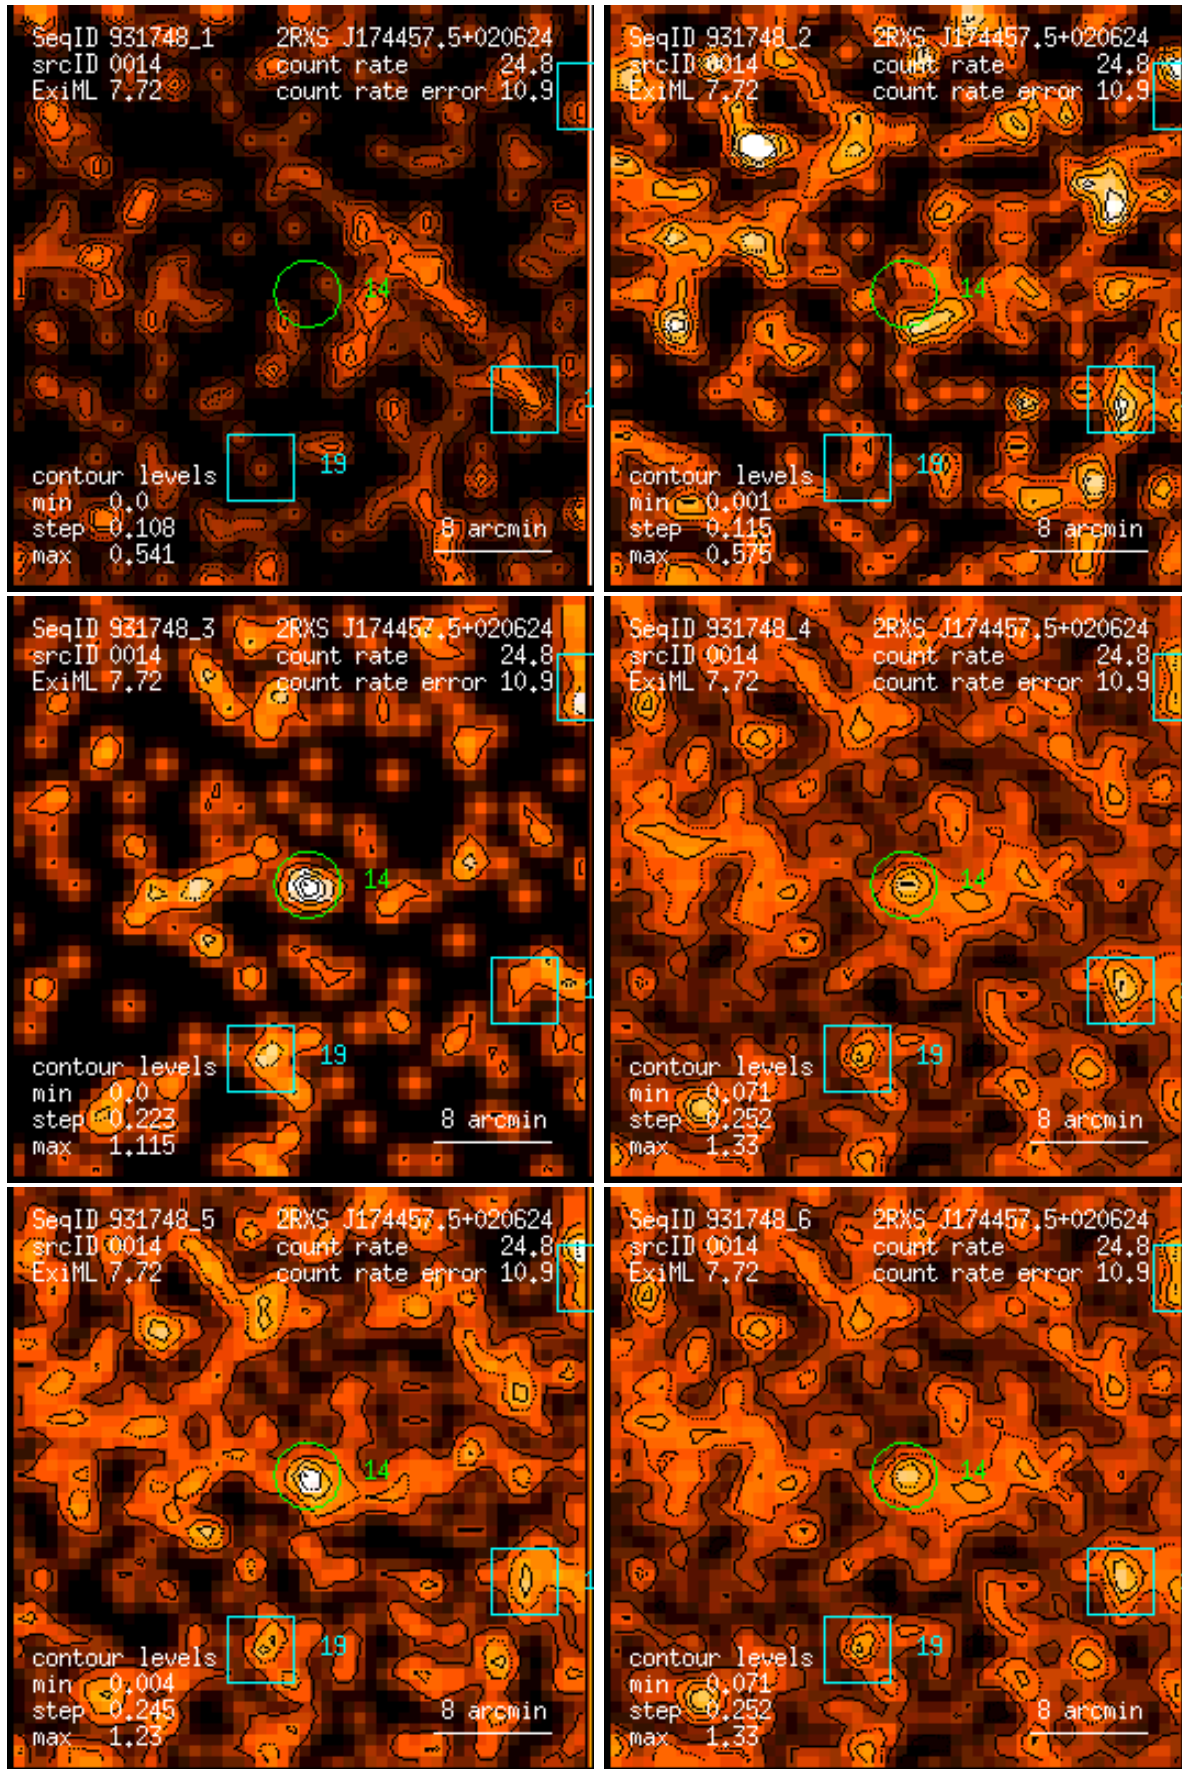 SeqID 931748_1 2RXS J174457.5+020624
srcID 0014 count rate 24.8
ExiML 7.72 count rate error 10.9
14
19
contour levels
min 0.0
step 0.108
max 0.541
8 arcmin
SeqID 931748_2 2RXS J174457.5+020624
srcID 0014 count rate 24.8
ExiML 7.72 count rate error 10.9
14
19
contour levels
min 0.001
step 0.115
max 0.575
8 arcmin
SeqID 931748_3 2RXS J174457.5+020624
srcID 0014 count rate 24.8
ExiML 7.72 count rate error 10.9
14
19
contour levels
min 0.0
step 0.223
max 1.115
8 arcmin
SeqID 931748_4 2RXS J174457.5+020624
srcID 0014 count rate 24.8
ExiML 7.72 count rate error 10.9
14
19
contour levels
min 0.071
step 0.252
max 1.33
8 arcmin
SeqID 931748_5 2RXS J174457.5+020624
srcID 0014 count rate 24.8
ExiML 7.72 count rate error 10.9
14
19
contour levels
min 0.004
step 0.245
max 1.23
8 arcmin
SeqID 931748_6 2RXS J174457.5+020624
srcID 0014 count rate 24.8
ExiML 7.72 count rate error 10.9
14
19
contour levels
min 0.071
step 0.252
max 1.33
8 arcmin